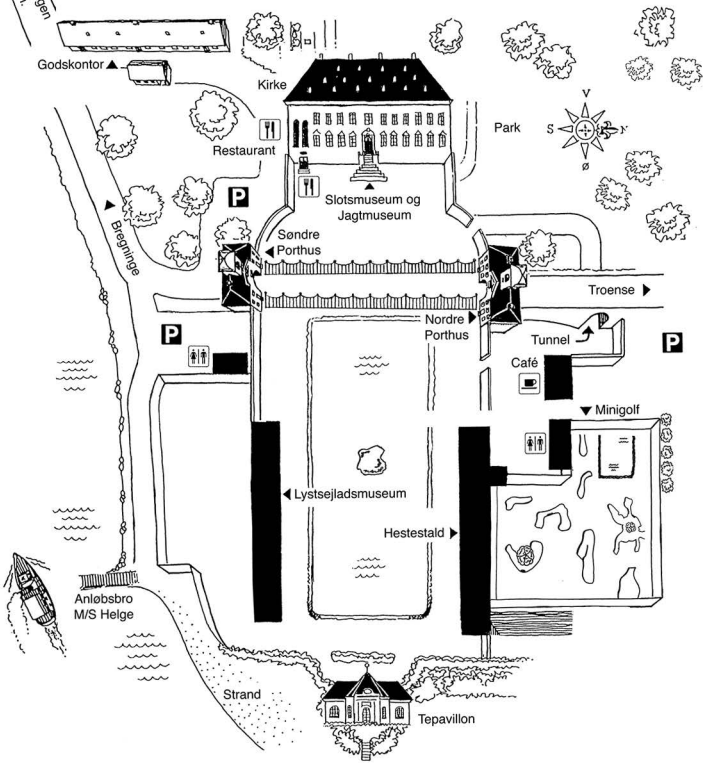 Godskontor
Kirke
V
S
N
Ø
Park
Restaurant
Slotsmuseum og
Jagtmuseum
P
Bregninge
Søndre
Porthus
Troense
Nordre
Porthus
Tunnel
P
P
Café
Minigolf
Lystsejladsmuseum
Hestestald
Anløbsbro
M/S Helge
Strand
Tepavillon